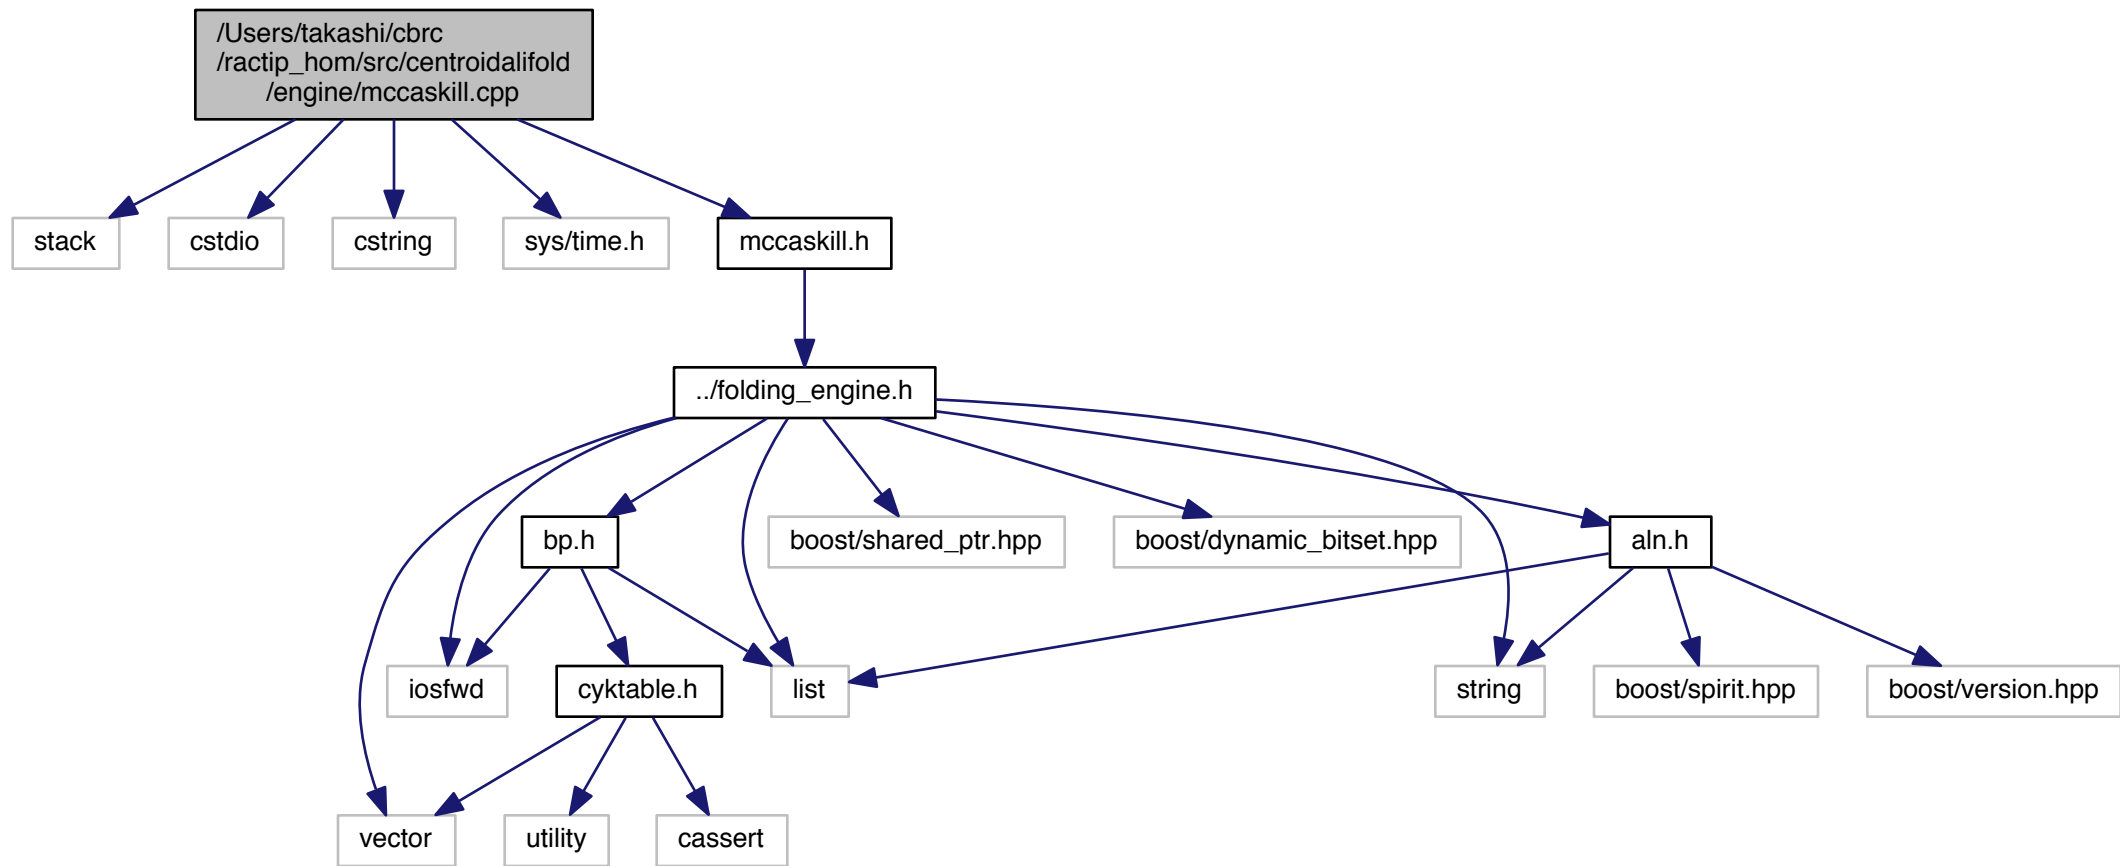 /Users/takashi/cbrc
/ractip_hom/src/centroidalifold
/engine/mccaskill.cpp
stack
cstdio
cstring
sys/time.h
mccaskill.h
../folding_engine.h
bp.h
boost/shared_ptr.hpp
boost/dynamic_bitset.hpp
aln.h
iosfwd
cyktable.h
list
string
boost/spirit.hpp
boost/version.hpp
vector
utility
cassert